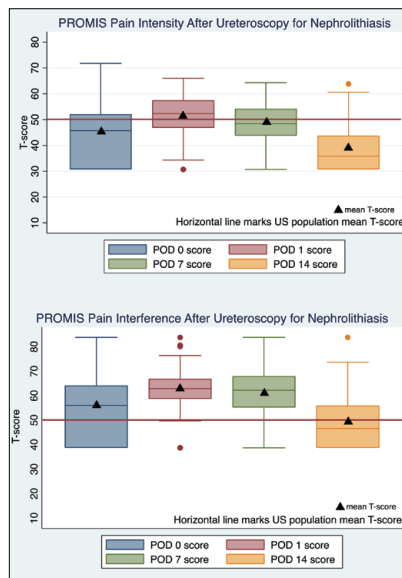 PROMIS Pain Intensity After Ureteroscopy for Nephrolithiasis
80
70
60
50
40
30
20
10
T-score
▲mean T-score
Horizontal line marks US population mean T-score
POD 0 score POD 1 score
POD 7 score POD 14 score
PROMIS Pain Interference After Ureteroscopy for Nephrolithiasis
80
70
60
50
40
30
20
10
T-score
▲mean T-score
Horizontal line marks US population mean T-score
POD 0 score POD 1 score
POD 7 score POD 14 score